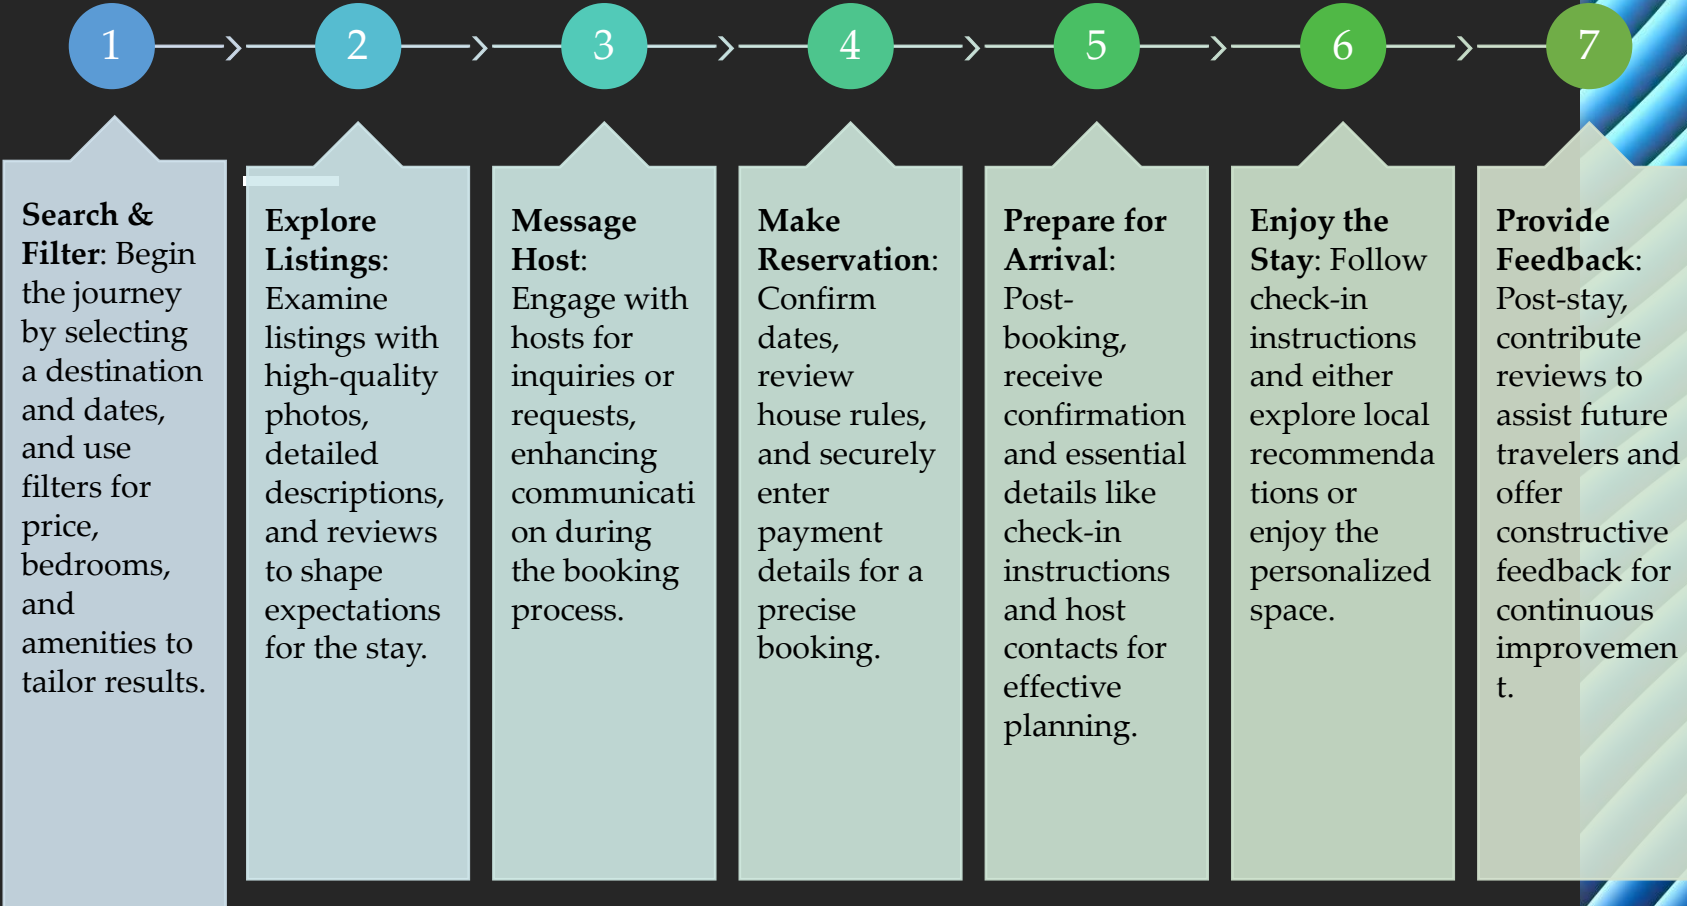 1
2
3
4
5
6
7
Search &
Filter: Begin
the journey
by selecting
a destination
and dates,
and use
filters for
price,
bedrooms,
and
amenities to
tailor results.
Explore
Listings:
Examine
listings with
high-quality
photos,
detailed
descriptions,
and reviews
to shape
expectations
for the stay.
Message
Host:
Engage with
hosts for
inquiries or
requests,
enhancing
communicati
on during
the booking
process.
Make
Reservation:
Confirm
dates,
review
house rules,
and securely
enter
payment
details for a
precise
booking.
Prepare for
Arrival:
Post-
booking,
receive
confirmation
and essential
details like
check-in
instructions
and host
contacts for
effective
planning.
Enjoy the
Stay: Follow
check-in
instructions
and either
explore local
recommenda
tions or
enjoy the
personalized
space.
Provide
Feedback:
Post-stay,
contribute
reviews to
assist future
travelers and
offer
constructive
feedback for
continuous
improvemen
t.